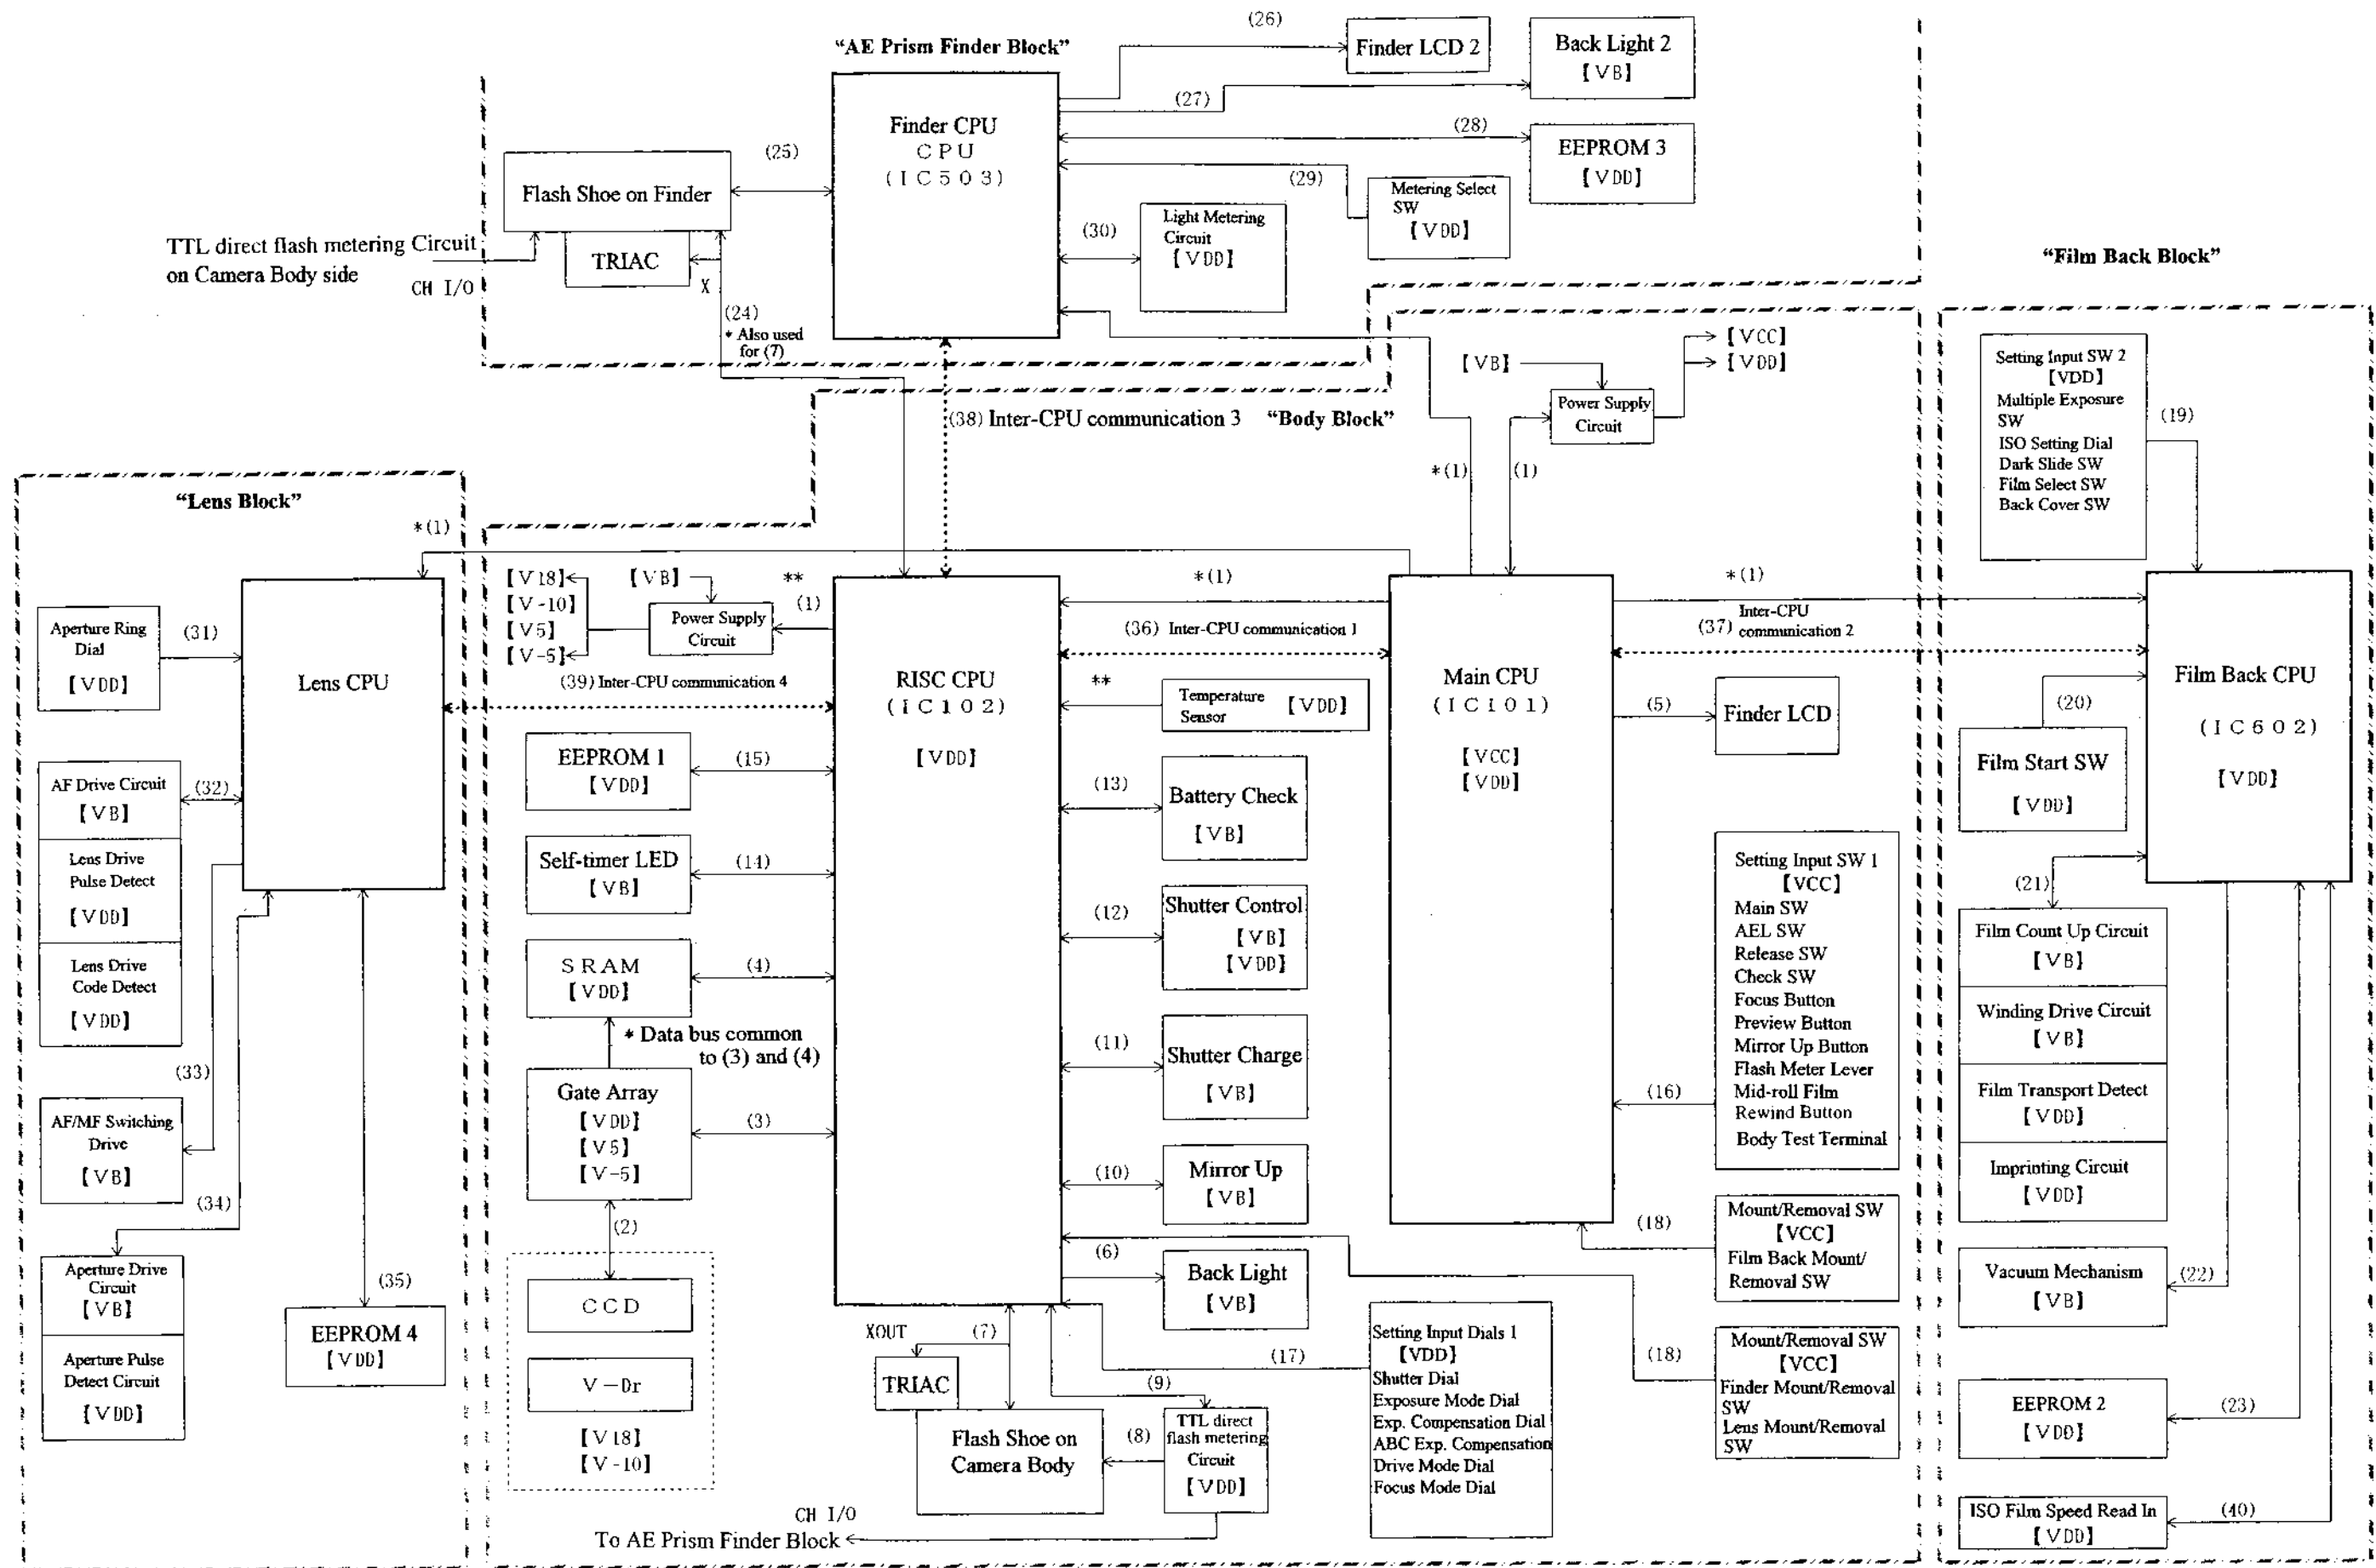 (26)
“AE Prism Finder Block”
Finder LCD 2
Back Light 2
【VB】
(27)
Finder CPU
CPU
(IC503)
(28)
EEPROM 3
【VDD】
(25)
Flash Shoe on Finder
(29)
Metering Select
SW
【VDD】
Light Metering
Circuit
【VDD】
(30)
TTL direct flash metering Circuit
on Camera Body side
CH I/O
TRIAC
X
(24)
* Also used
for (7)
“Film Back Block”
【VCC】
【VDD】
【VB】
Power Supply
Circuit
Setting Input SW 2
【VDD】
Multiple Exposure
SW
ISO Setting Dial
Dark Slide SW
Film Select SW
Back Cover SW
(19)
(38) Inter-CPU communication 3
“Body Block”
*(1)
(1)
“Lens Block”
*(1)
【V18】
【V-10】
【V5】
【V-5】
【VB】
**
(1)
Power Supply
Circuit
*(1)
*(1)
(36) Inter-CPU communication 1
Inter-CPU
(37) communication 2
Aperture Ring
Dial
【VDD】
(31)
Lens CPU
(39) Inter-CPU communication 4
RISC CPU
(IC102)
【VDD】
**
Temperature
Sensor
【VDD】
Main CPU
(IC101)
【VCC】
【VDD】
(5)
Finder LCD
Film Back CPU
(IC602)
【VDD】
(20)
Film Start SW
【VDD】
EEPROM 1
【VDD】
(15)
(13)
Battery Check
【VB】
AF Drive Circuit
【VB】
(32)
Lens Drive
Pulse Detect
【VDD】
Lens Drive
Code Detect
【VDD】
Self-timer LED
【VB】
(14)
(12)
Shutter Control
【VB】
【VDD】
Setting Input SW 1
【VCC】
Main SW
AEL SW
Release SW
Check SW
Focus Button
Preview Button
Mirror Up Button
Flash Meter Lever
Mid-roll Film
Rewind Button
Body Test Terminal
(16)
(21)
Film Count Up Circuit
【VB】
Winding Drive Circuit
【VB】
Film Transport Detect
【VDD】
Imprinting Circuit
【VDD】
SRAM
【VDD】
(4)
* Data bus common
to (3) and (4)
(11)
Shutter Charge
【VB】
Gate Array
【VDD】
【V5】
【V-5】
(3)
(33)
AF/MF Switching
Drive
【VB】
(34)
(10)
Mirror Up
【VB】
(2)
(18)
Mount/Removal SW
【VCC】
Film Back Mount/
Removal SW
(6)
Back Light
【VB】
Aperture Drive
Circuit
【VB】
Aperture Pulse
Detect Circuit
【VDD】
(35)
EEPROM 4
【VDD】
CCD
V-Dr
【V18】
【V-10】
Vacuum Mechanism
【VB】
(22)
XOUT
(7)
TRIAC
(17)
(9)
Setting Input Dials 1
【VDD】
Shutter Dial
Exposure Mode Dial
Exp. Compensation Dial
ABC Exp. Compensation
Drive Mode Dial
Focus Mode Dial
(18)
Mount/Removal SW
【VCC】
Finder Mount/Removal
SW
Lens Mount/Removal
SW
EEPROM 2
【VDD】
(23)
Flash Shoe on
Camera Body
(8)
TTL direct
flash metering
Circuit
【VDD】
CH I/O
To AE Prism Finder Block
ISO Film Speed Read In
【VDD】
(40)